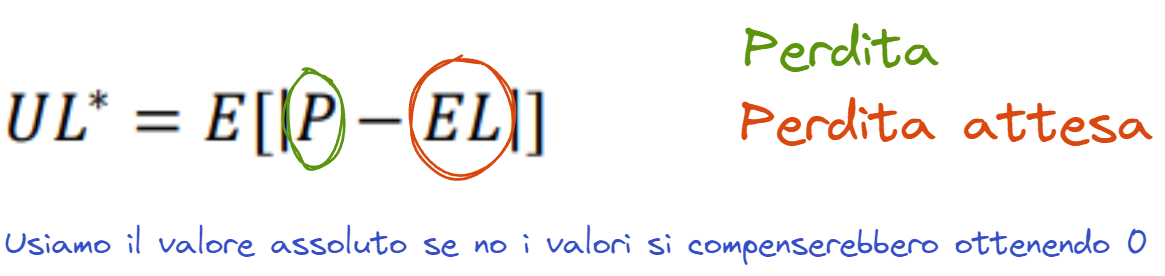 Perdita
UL* = E[|P − EL|]
Perdita attesa
Usiamo il valore assoluto se no i valori si compenserebbero ottenendo 0